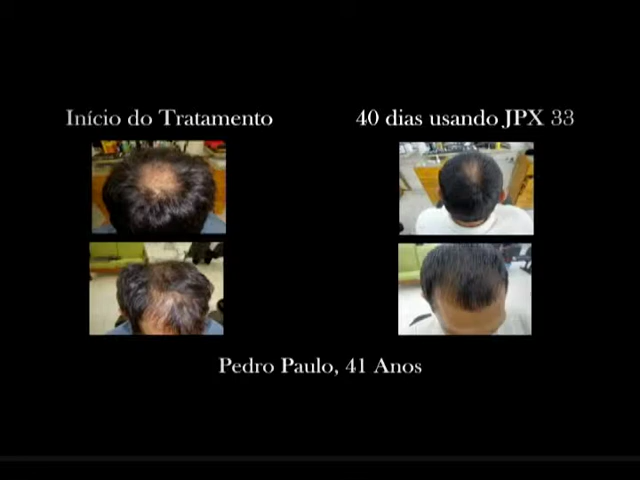 Início do Tratamento
40 dias usando JPX 33
Pedro Paulo, 41 Anos